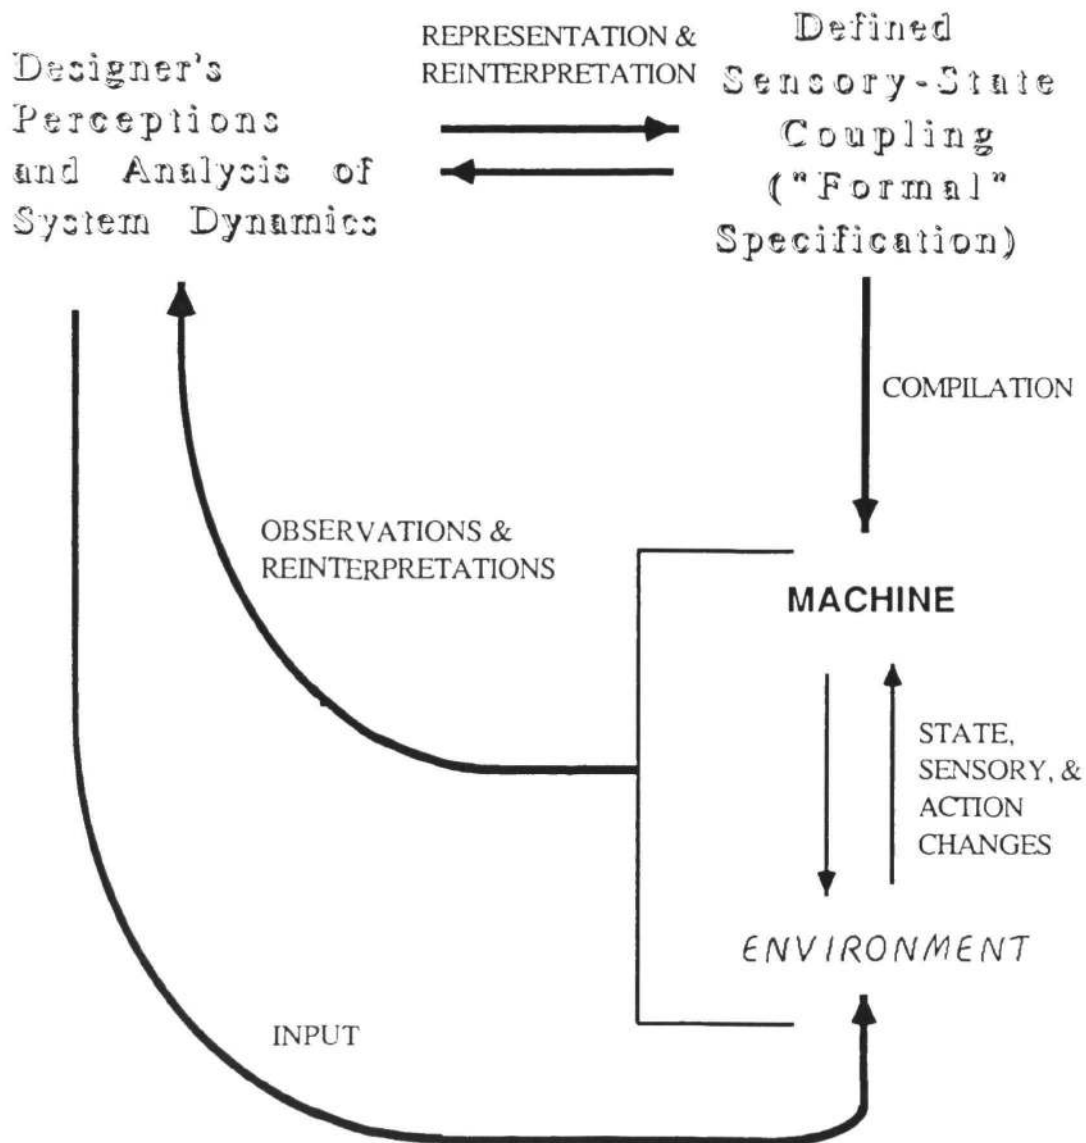 Designer's
Perceptions
and Analysis of
System Dynamics
REPRESENTATION &
REINTERPRETATION
Defined
Sensory-State
Coupling
("Formal"
Specification)
COMPILATION
OBSERVATIONS &
REINTERPRETATIONS
MACHINE
STATE,
SENSORY, &
ACTION
CHANGES
ENVIRONMENT
INPUT